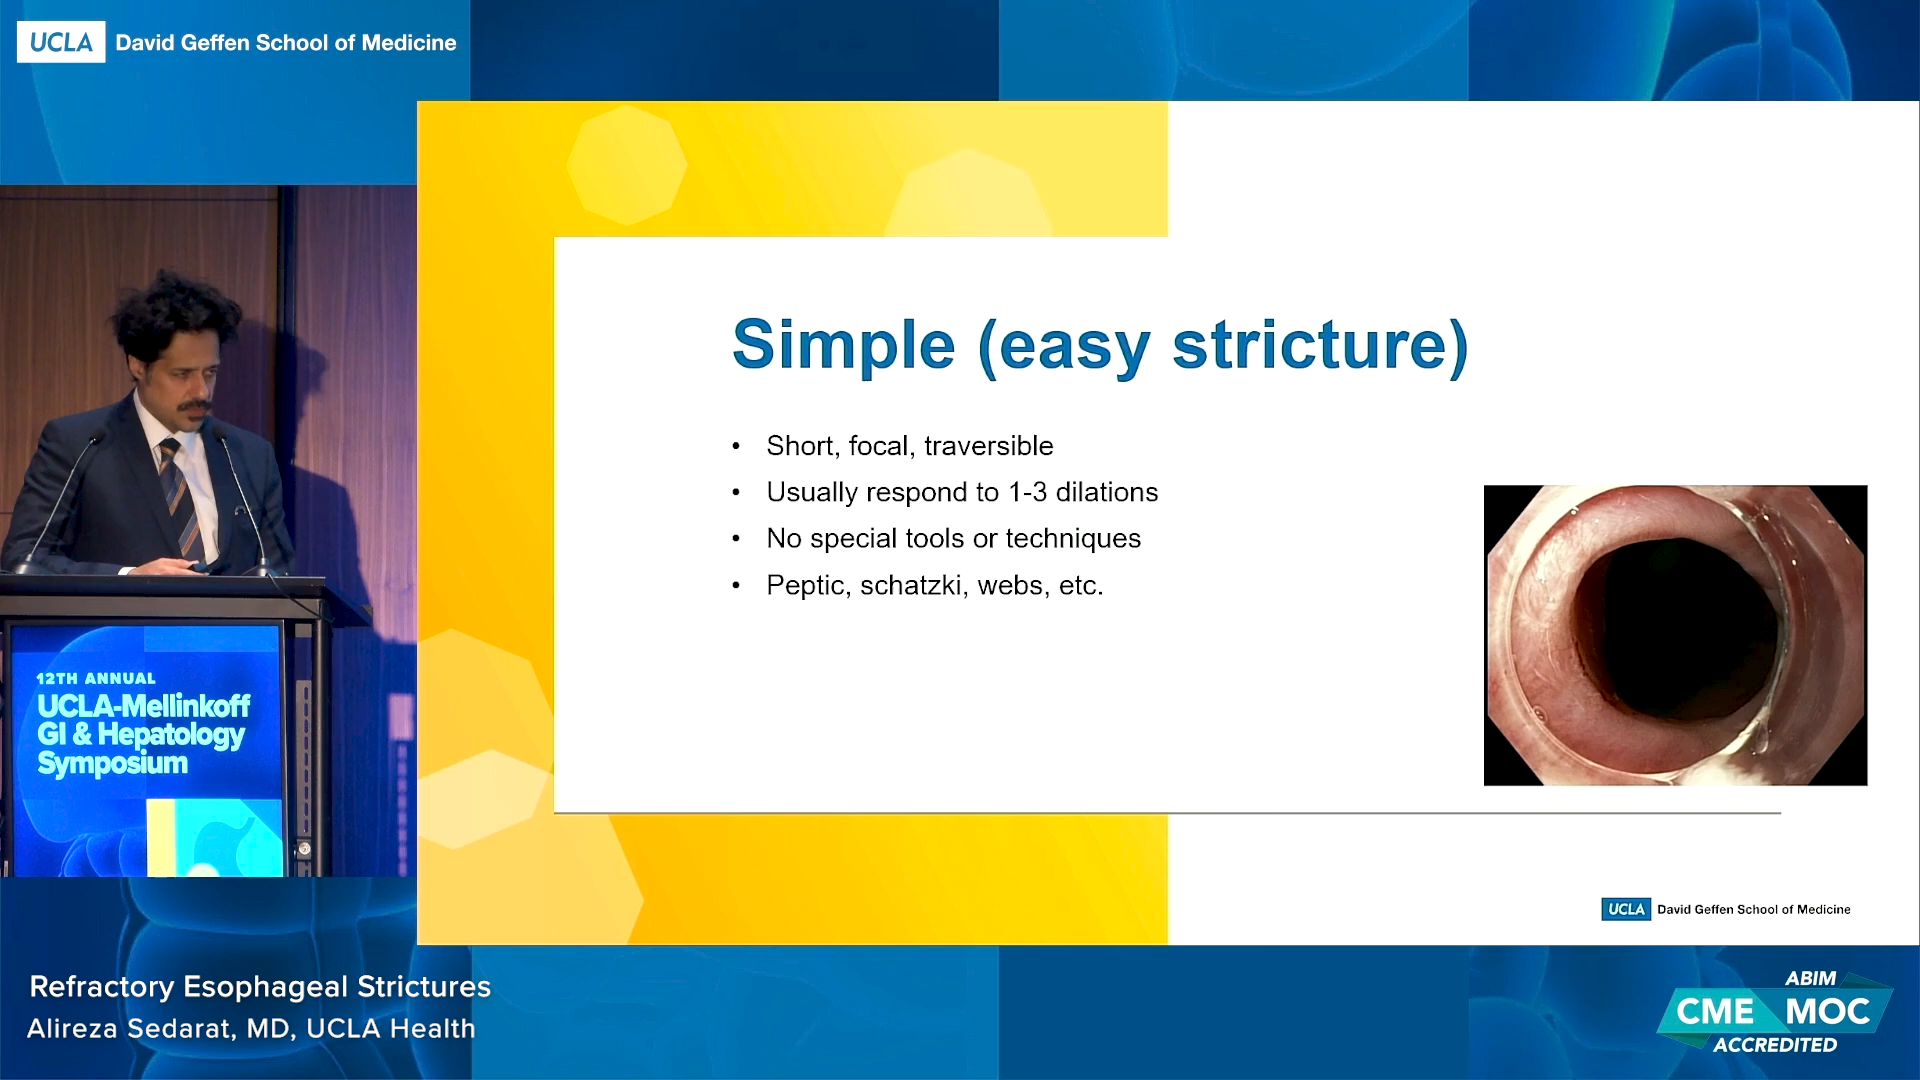 UCLA David Geffen School of Medicine
Simple (easy stricture)
• Short, focal, traversible
• Usually respond to 1-3 dilations
• No special tools or techniques
• Peptic, schatzki, webs, etc.
12TH ANNUAL
UCLA-Mellinkoff
GI & Hepatology
Symposium
UCLA David Geffen School of Medicine
Refractory Esophageal Strictures
Alireza Sedarat, MD, UCLA Health
ABIM
CME MOC
ACCREDITED